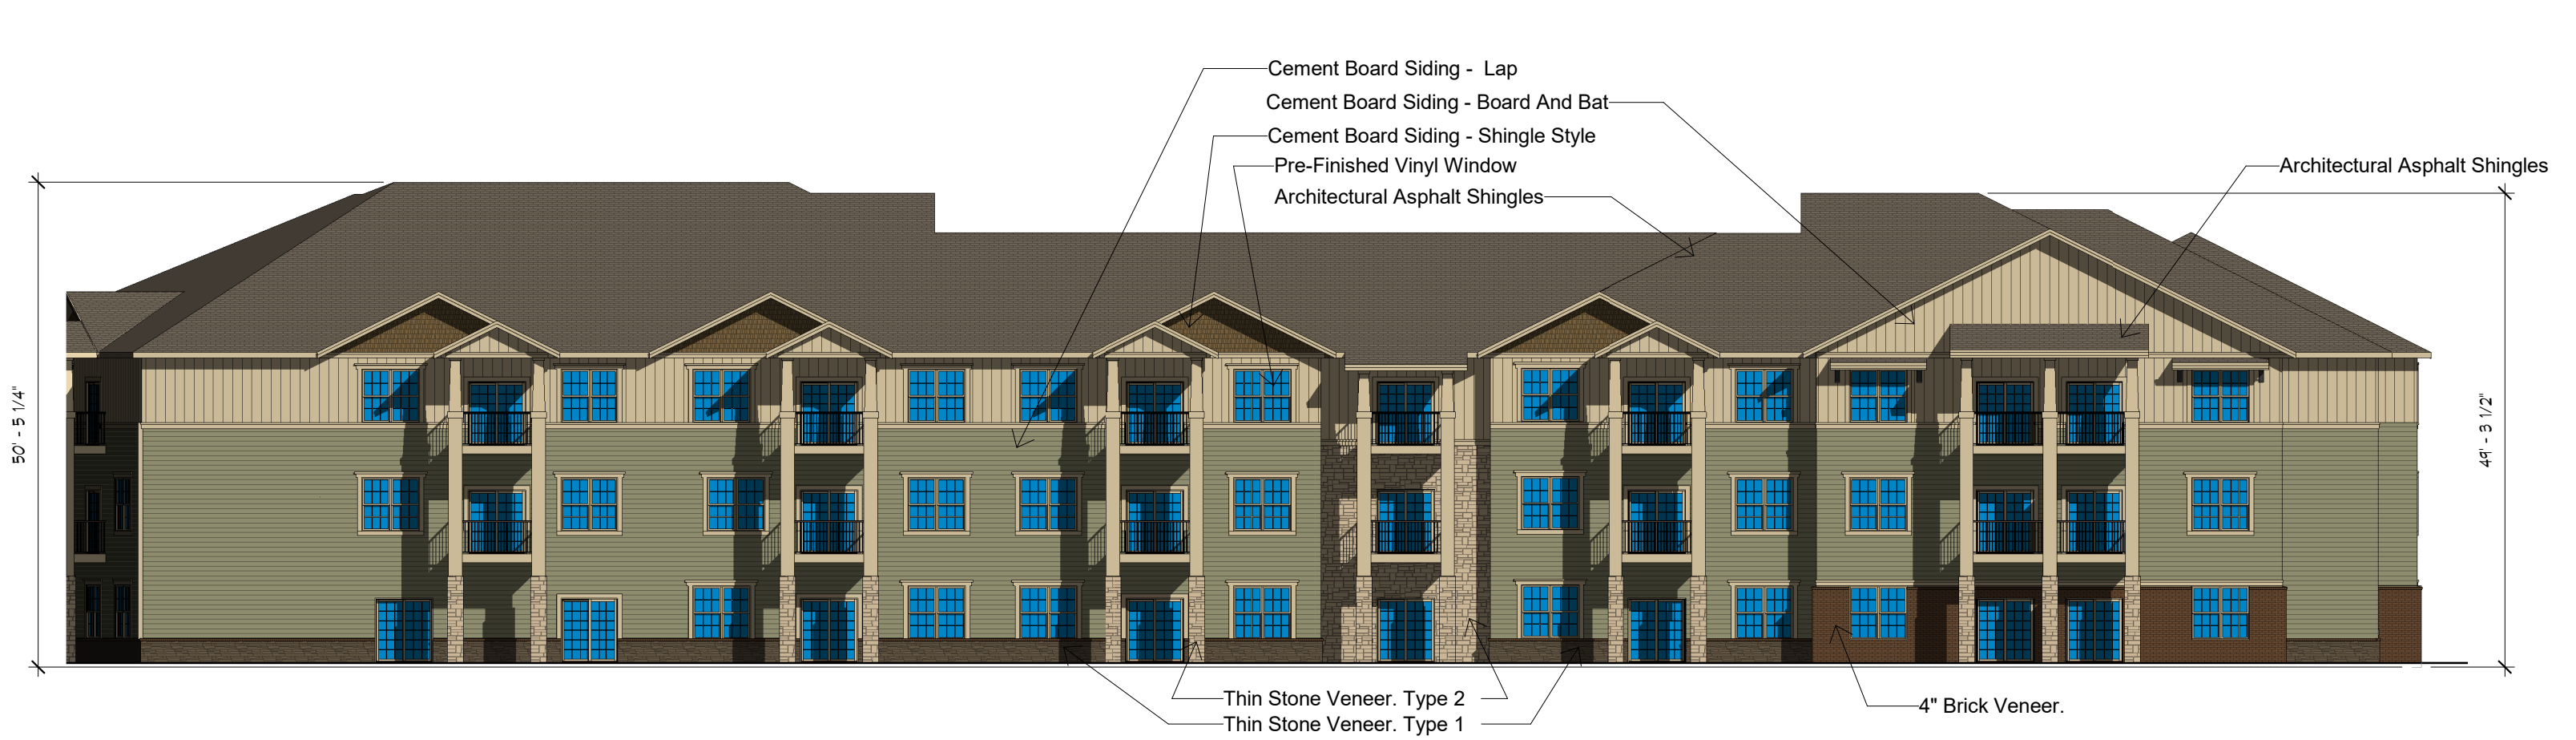 Cement Board Siding - Lap
Cement Board Siding - Board And Bat
Cement Board Siding - Shingle Style
Pre-Finished Vinyl Window
Architectural Asphalt Shingles
Architectural Asphalt Shingles
50' - 5 1/4"
49' - 3 1/2"
Thin Stone Veneer. Type 2
Thin Stone Veneer. Type 1
4" Brick Veneer.